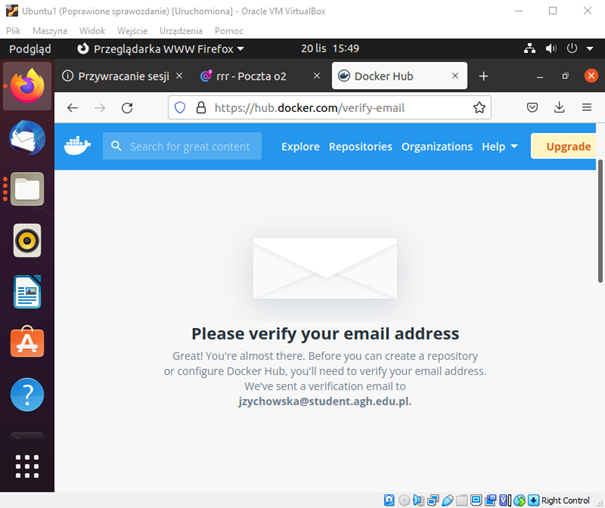 Ubuntu1 (Poprawione sprawozdanie) [Uruchomiona] - Oracle VM VirtualBox
Plik Maszyna Widok Wejście Urządzenia Pomoc
Podgląd Przeglądarka WWW Firefox 20 lis 15:49
Przywracanie sesji rrr - Poczta o2 Docker Hub
https://hub.docker.com/verify-email
Search for great content Explore Repositories Organizations Help Upgrade
Please verify your email address
Great! You're almost there. Before you can create a repository
or configure Docker Hub, you'll need to verify your email address.
We've sent a verification email to
jzychowska@student.agh.edu.pl.
Right Control